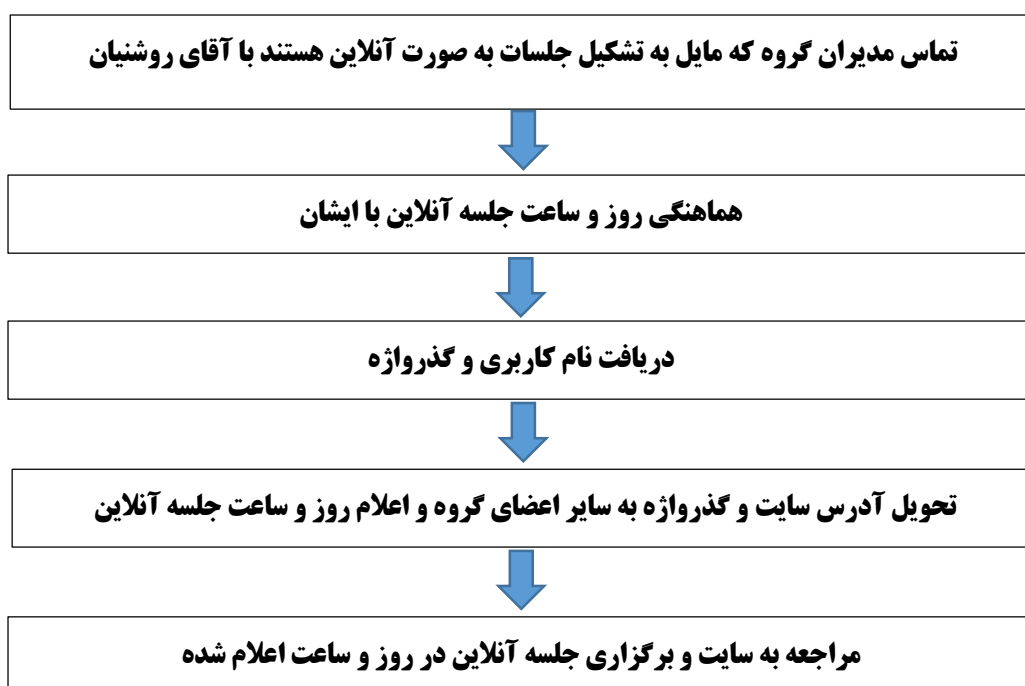 تماس مدیران گروه که مایل به تشکیل جلسات به صورت آنلاین هستند با آقای روشنیان
هماهنگی روز و ساعت جلسه آنلاین با ایشان
دریافت نام کاربری و گذرواژه
تحویل آدرس سایت و گذرواژه به سایر اعضای گروه و اعلام روز و ساعت جلسه آنلاین
مراجعه به سایت و برگزاری جلسه آنلاین در روز و ساعت اعلام شده